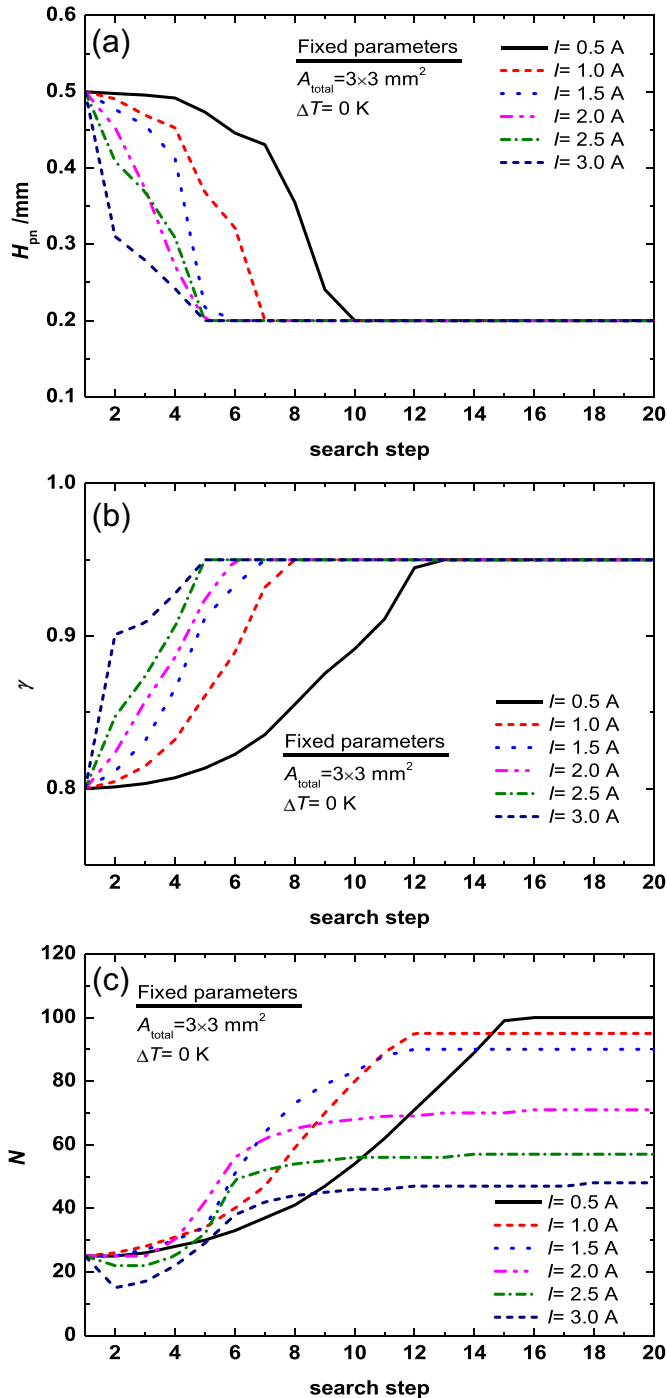 (a)
Fixed parameters
A_total=3×3 mm²
ΔT= 0 K
I= 0.5 A
I= 1.0 A
I= 1.5 A
I= 2.0 A
I= 2.5 A
I= 3.0 A
H_pn /mm
0.6
0.5
0.4
0.3
0.2
0.1
2 4 6 8 10 12 14 16 18 20
search step
(b)
1.0
0.9
0.8
γ
Fixed parameters
A_total=3×3 mm²
ΔT= 0 K
I= 0.5 A
I= 1.0 A
I= 1.5 A
I= 2.0 A
I= 2.5 A
I= 3.0 A
2 4 6 8 10 12 14 16 18 20
search step
(c)
Fixed parameters
A_total=3×3 mm²
ΔT= 0 K
120
100
80
60
40
20
0
N
I= 0.5 A
I= 1.0 A
I= 1.5 A
I= 2.0 A
I= 2.5 A
I= 3.0 A
2 4 6 8 10 12 14 16 18 20
search step